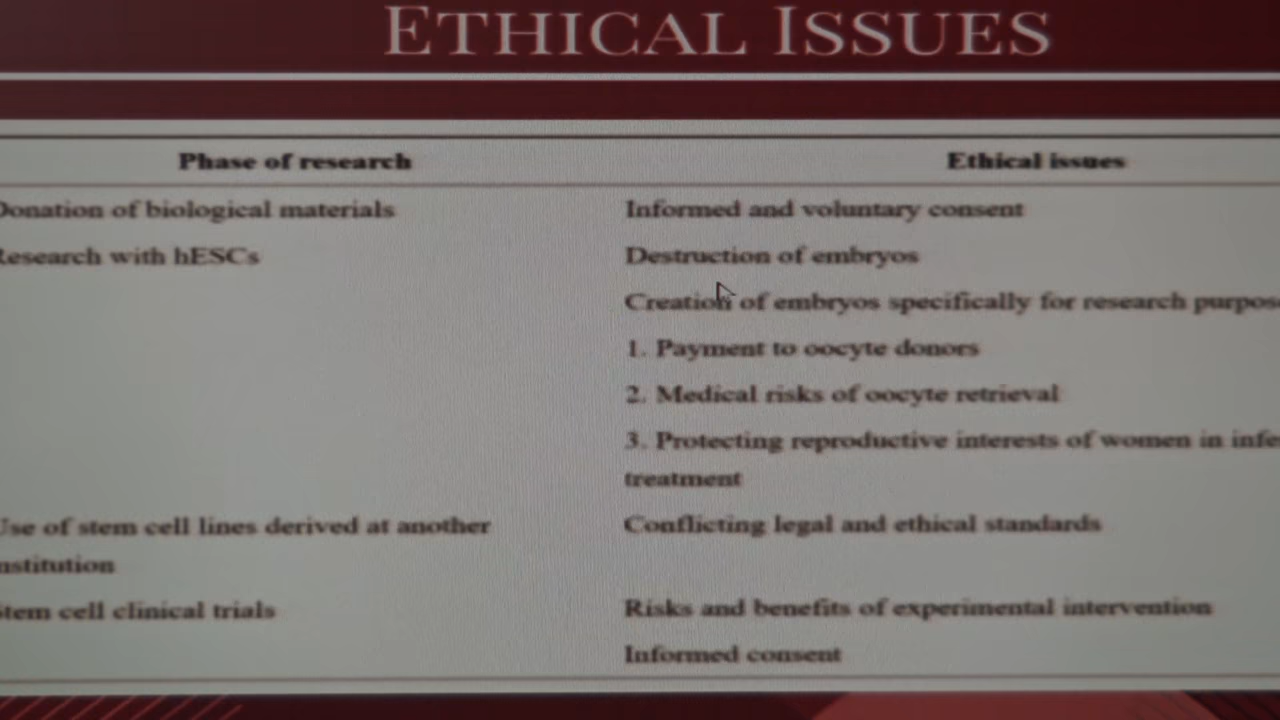 ETHICAL ISSUES
Phase of research Ethical issues
Donation of biological materials Informed and voluntary consent
Research with hESCs Destruction of embryos
Creation of embryos specifically for research
1. Payment to oocyte donors
2. Medical risks of oocyte retrieval
3. Protecting reproductive interests of women in
treatment
Use of stem cell lines derived at another Conflicting legal and ethical standards
institution
Stem cell clinical trials Risks and benefits of experimental intervention
Informed consent